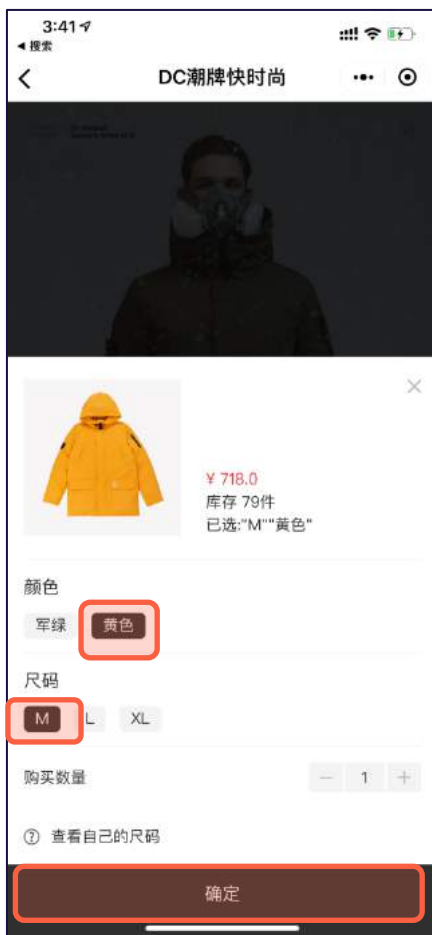 3:41
搜索
DC潮牌快时尚
¥ 718.0
库存 79件
已选:"M""黄色"
颜色
军绿 黄色
尺码
M L XL
购买数量
1
查看自己的尺码
确定